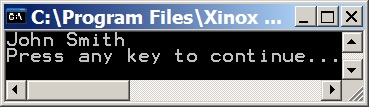 C:\Program Files\Xinox ...
John Smith
Press any key to continue...